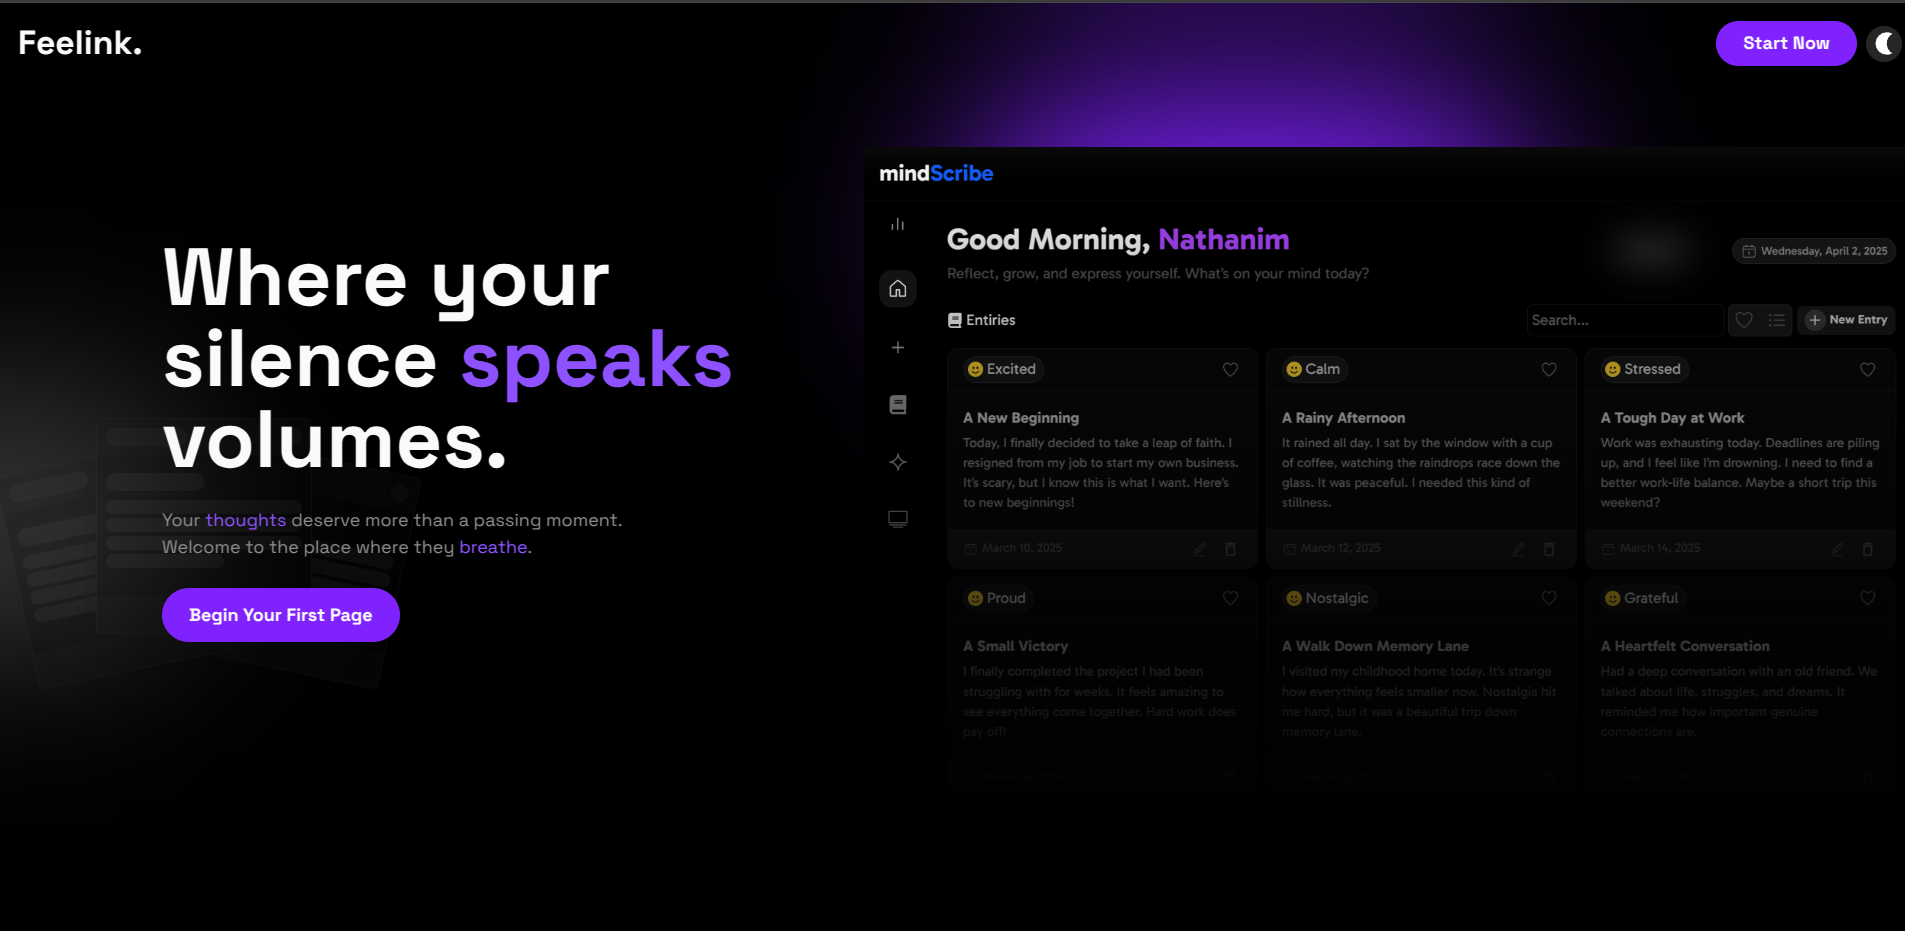 Feelink.
Start Now
Where your
silence speaks
volumes.
Your thoughts deserve more than a passing moment.
Welcome to the place where they breathe.
Begin Your First Page
mindScribe
Good Morning, Nathanim
Wednesday, April 2, 2025
Reflect, grow, and express yourself. What's on your mind today?
Entiries
Search...
New Entry
Excited
A New Beginning
Today, I finally decided to take a leap of faith. I
resigned from my job to start my own business.
It's scary, but I know this is what I want. Here's
to new beginnings!
March 10, 2025
Calm
A Rainy Afternoon
It rained all day. I sat by the window with a cup
of coffee, watching the raindrops race down the
glass. It was peaceful. I needed this kind of
stillness.
March 12, 2025
Stressed
A Tough Day at Work
Work was exhausting today. Deadlines are piling
up, and I feel like I'm drowning. I need to find a
better work-life balance. Maybe a short trip this
weekend?
March 14, 2025
Proud
A Small Victory
I finally completed the project I had been
struggling with for weeks. It feels amazing to
see everything come together. Hard work does
pay off!
Nostalgic
A Walk Down Memory Lane
I visited my childhood home today. It's strange
how everything feels smaller now. Nostalgia hit
me hard, but it was a beautiful trip down
memory lane.
Grateful
A Heartfelt Conversation
Had a deep conversation with an old friend. We
talked about life, struggles, and dreams. It
reminded me how important genuine
connections are.